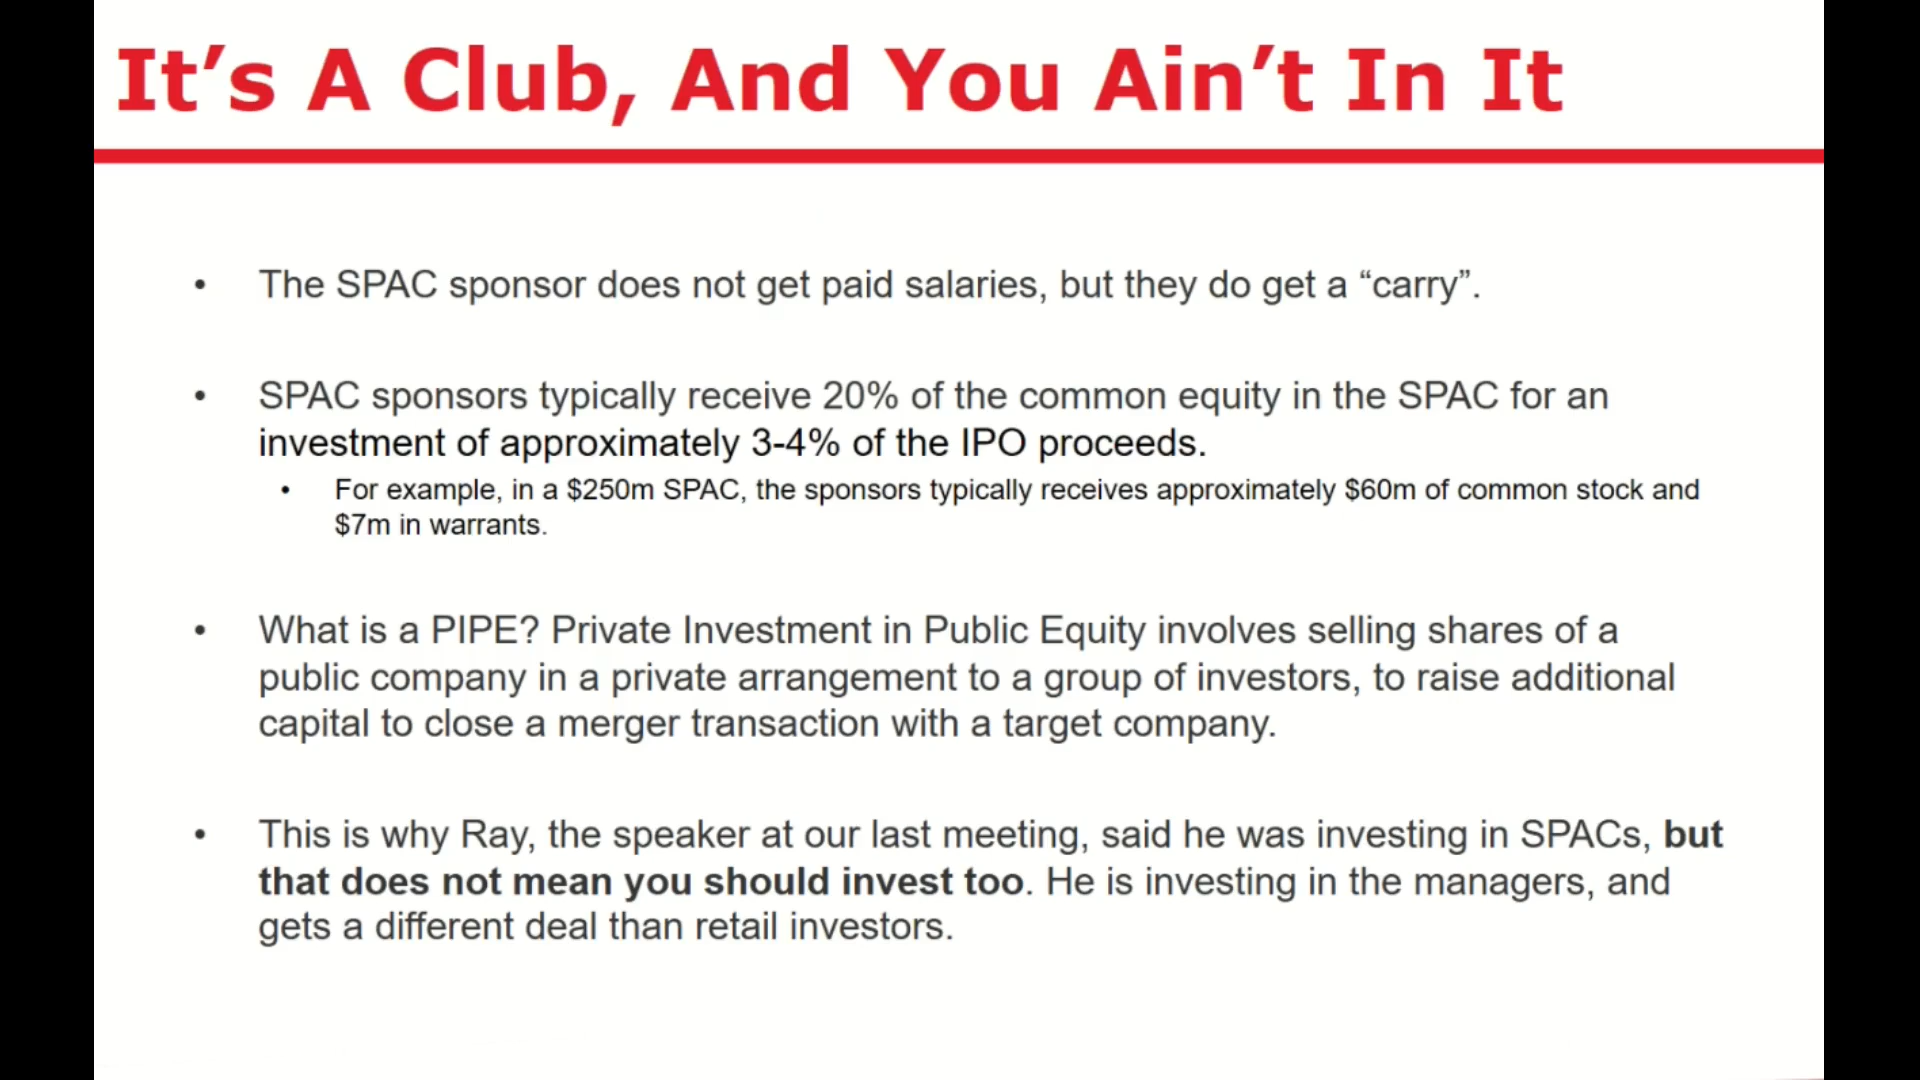 It’s A Club, And You Ain’t In It
• The SPAC sponsor does not get paid salaries, but they do get a “carry”.
• SPAC sponsors typically receive 20% of the common equity in the SPAC for an
investment of approximately 3-4% of the IPO proceeds.
• For example, in a $250m SPAC, the sponsors typically receives approximately $60m of common stock and
$7m in warrants.
• What is a PIPE? Private Investment in Public Equity involves selling shares of a
public company in a private arrangement to a group of investors, to raise additional
capital to close a merger transaction with a target company.
• This is why Ray, the speaker at our last meeting, said he was investing in SPACs, but
that does not mean you should invest too. He is investing in the managers, and
gets a different deal than retail investors.